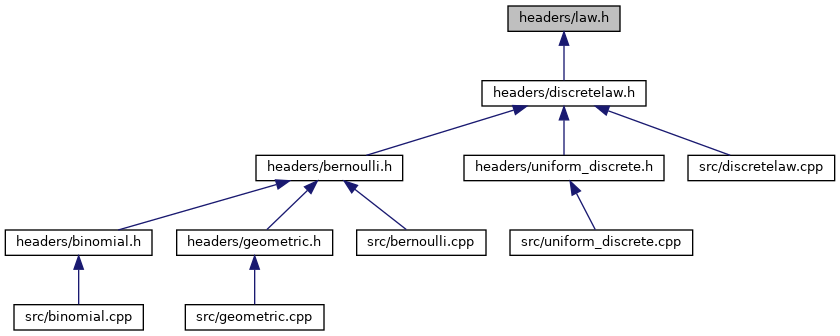 headers/law.h
headers/discretelaw.h
headers/bernoulli.h
headers/uniform_discrete.h
src/discretelaw.cpp
headers/binomial.h
headers/geometric.h
src/bernoulli.cpp
src/uniform_discrete.cpp
src/binomial.cpp
src/geometric.cpp